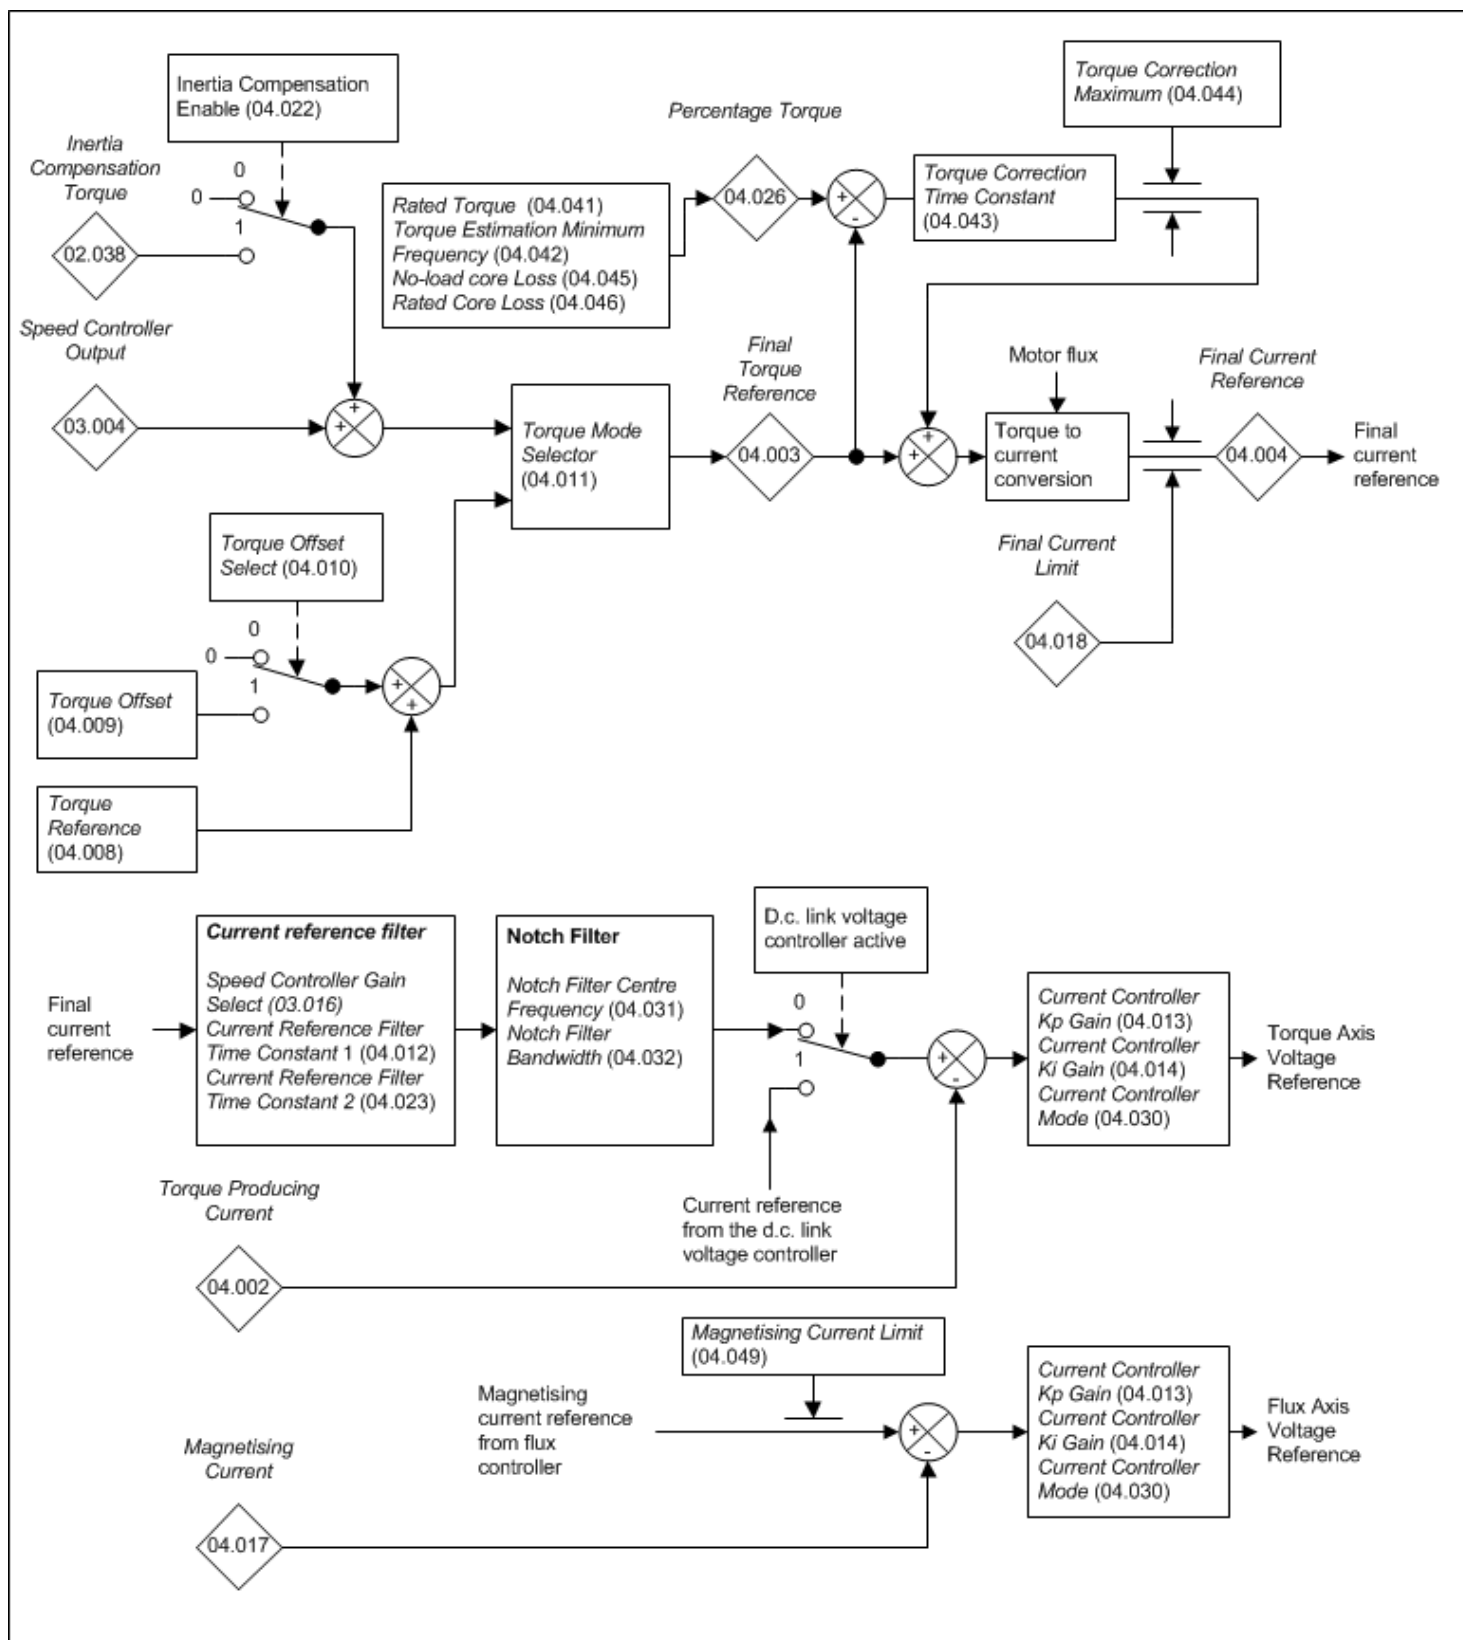 Inertia Compensation
Enable (04.022)
Torque Correction
Maximum (04.044)
Percentage Torque
Inertia
Compensation
Torque
0
0
1
02.038
Rated Torque (04.041)
Torque Estimation Minimum
Frequency (04.042)
No-load core Loss (04.045)
Rated Core Loss (04.046)
04.026
+
-
Torque Correction
Time Constant
(04.043)
Speed Controller
Output
03.004
+
+
Final
Torque
Reference
Motor flux
Final Current
Reference
Torque Mode
Selector
(04.011)
04.003
+
+
Torque to
current
conversion
04.004
Final
current
reference
Torque Offset
Select (04.010)
Final Current
Limit
04.018
0
0
1
+
+
Torque Offset
(04.009)
Torque
Reference
(04.008)
Final
current
reference
Current reference filter
Speed Controller Gain
Select (03.016)
Current Reference Filter
Time Constant 1 (04.012)
Current Reference Filter
Time Constant 2 (04.023)
Notch Filter
Notch Filter Centre
Frequency (04.031)
Notch Filter
Bandwidth (04.032)
D.c. link voltage
controller active
0
1
+
-
Current Controller
Kp Gain (04.013)
Current Controller
Ki Gain (04.014)
Current Controller
Mode (04.030)
Torque Axis
Voltage
Reference
Current reference
from the d.c. link
voltage controller
Torque Producing
Current
04.002
Magnetising Current Limit
(04.049)
Magnetising
current reference
from flux
controller
+
-
Current Controller
Kp Gain (04.013)
Current Controller
Ki Gain (04.014)
Current Controller
Mode (04.030)
Flux Axis
Voltage
Reference
Magnetising
Current
04.017